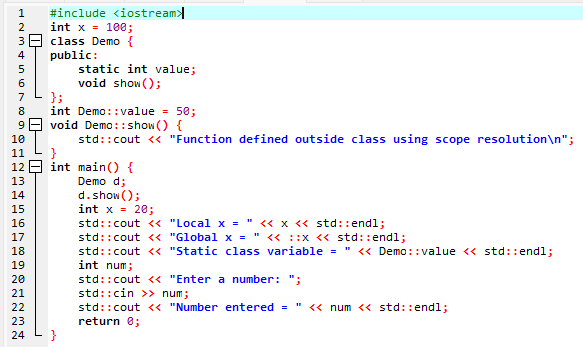 1 #include <iostream>
2 int x = 100;
3 class Demo {
4 public:
5     static int value;
6     void show();
7 };
8 int Demo::value = 50;
9 void Demo::show() {
10     std::cout << "Function defined outside class using scope resolution\n";
11 }
12 int main() {
13     Demo d;
14     d.show();
15     int x = 20;
16     std::cout << "Local x = " << x << std::endl;
17     std::cout << "Global x = " << ::x << std::endl;
18     std::cout << "Static class variable = " << Demo::value << std::endl;
19     int num;
20     std::cout << "Enter a number: ";
21     std::cin >> num;
22     std::cout << "Number entered = " << num << std::endl;
23     return 0;
24 }